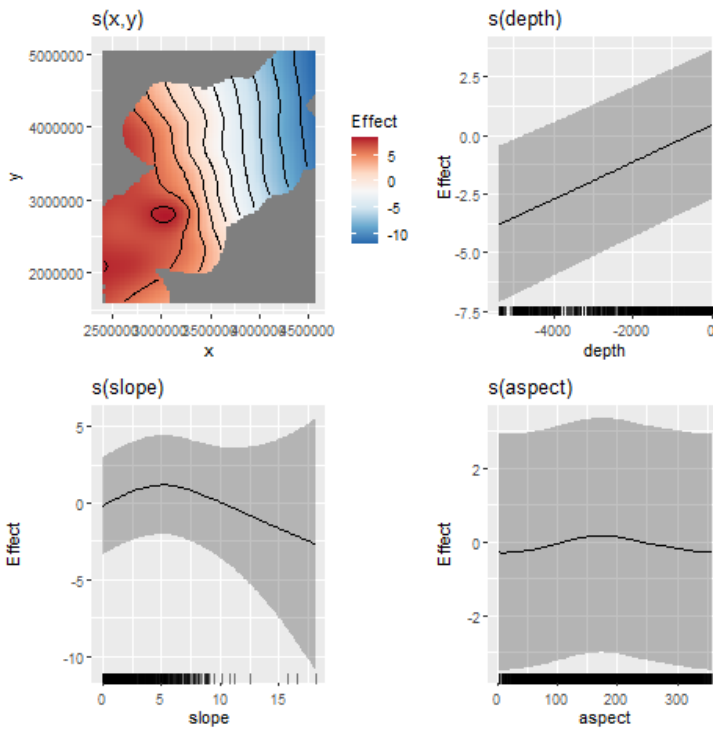 s(x,y)
5000000
4000000
3000000
2000000
y
2500000 3000000 3500000 4000000 4500000
x
Effect
5
0
-5
-10
s(depth)
2.5
0.0
-2.5
-5.0
-7.5
Effect
-4000 -2000 0
depth
s(slope)
5
0
-5
-10
Effect
0 5 10 15
slope
s(aspect)
2
0
-2
Effect
0 100 200 300
aspect